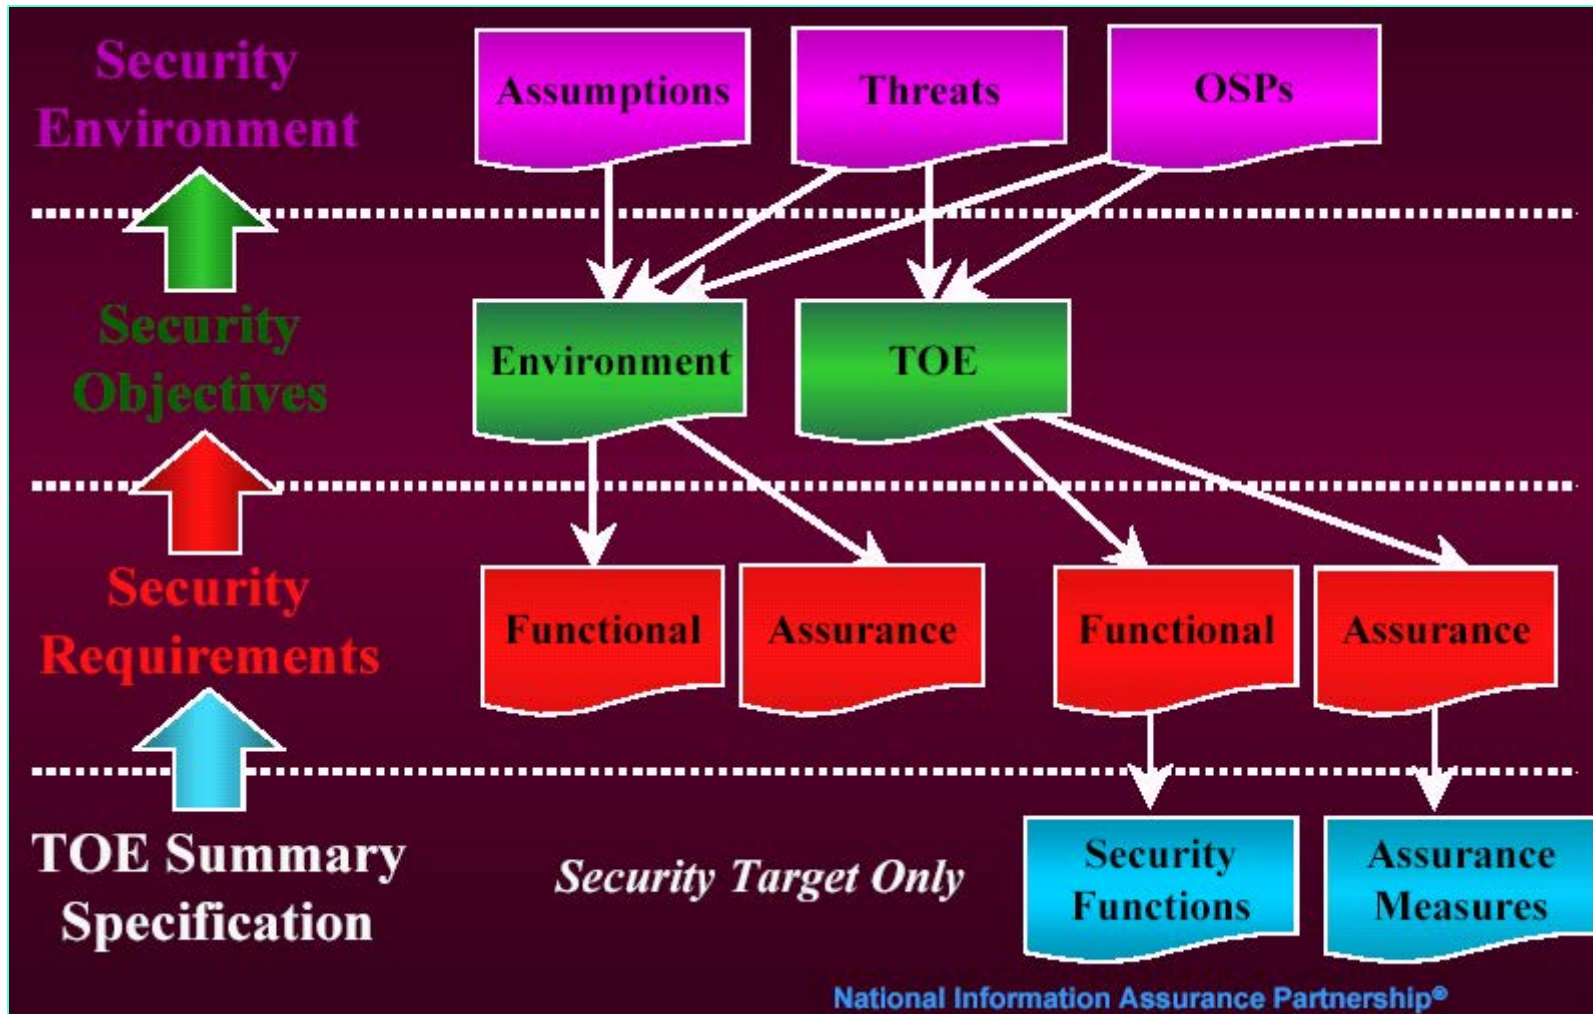 Security
Environment
Assumptions
Threats
OSPs
Security
Objectives
Environment
TOE
Security
Requirements
Functional
Assurance
Functional
Assurance
TOE Summary
Specification
Security Target Only
Security
Functions
Assurance
Measures
National Information Assurance Partnership®